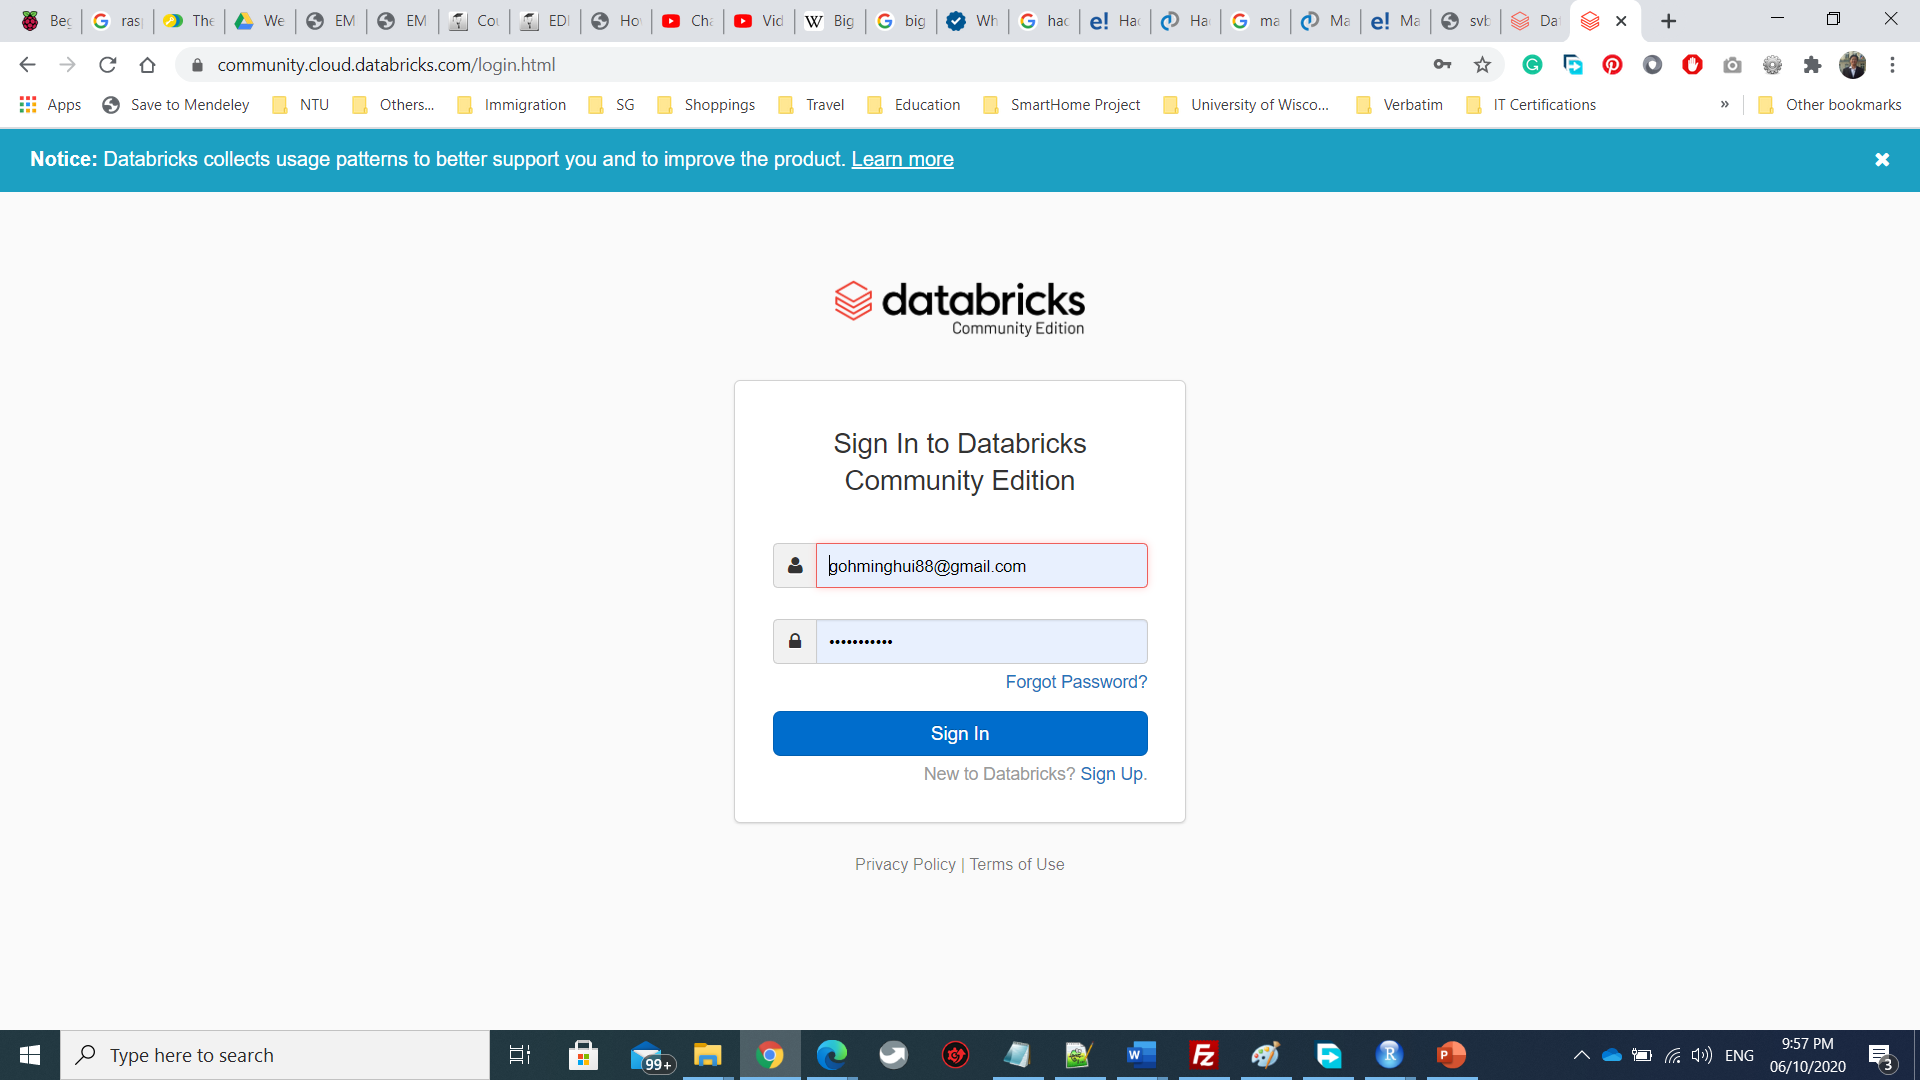 Beg
ras
The
We
EM
EM
Cou
EDI
Ho
Cha
Vid
Big
big
Wh
had
Had
Ha
ma
Ma
Ma
svb
Dat
community.cloud.databricks.com/login.html
Apps
Save to Mendeley
NTU
Others...
Immigration
SG
Shoppings
Travel
Education
SmartHome Project
University of Wisco...
Verbatim
IT Certifications
»
Other bookmarks
Notice: Databricks collects usage patterns to better support you and to improve the product. Learn more
databricks
Community Edition
Sign In to Databricks
Community Edition
gohminghui88@gmail.com
•••••••••••
Forgot Password?
Sign In
New to Databricks? Sign Up.
Privacy Policy | Terms of Use
Type here to search
99+
ENG
9:57 PM
06/10/2020
3